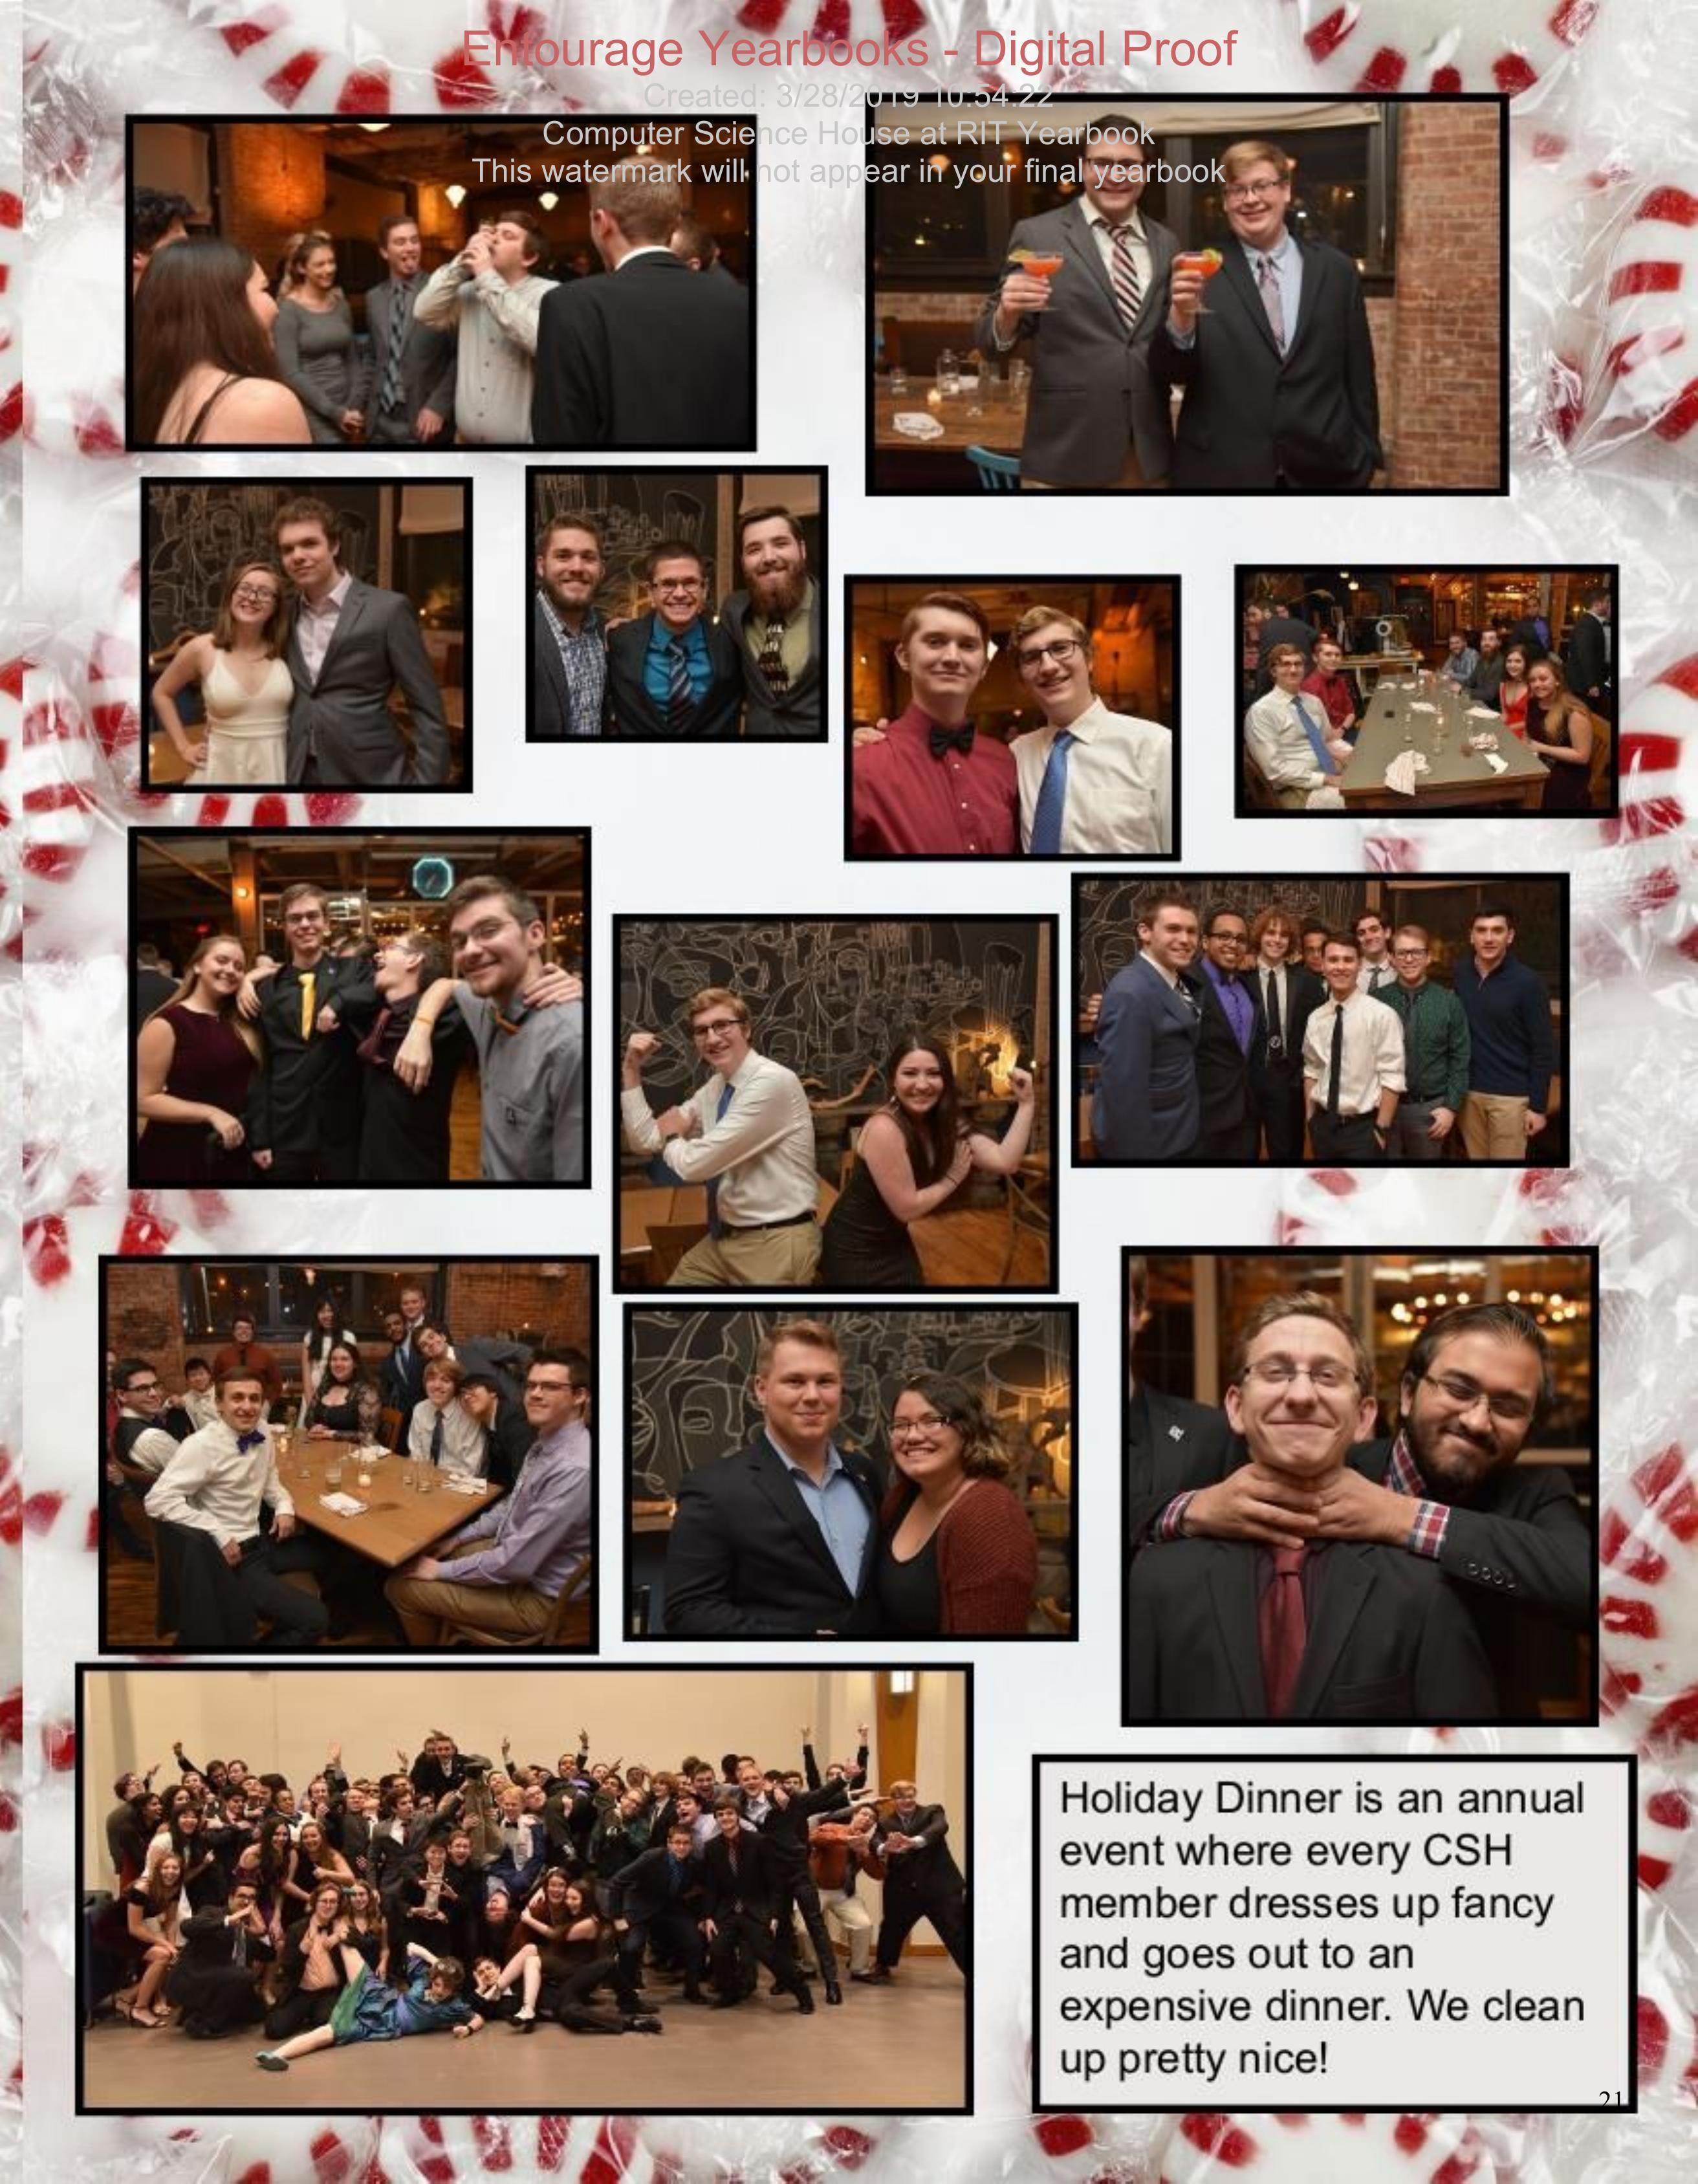 Entourage Yearbooks - Digital Proof
Created: 3/28/2019 10:54:22
Computer Science House at RIT Yearbook
This watermark will not appear in your final yearbook
Holiday Dinner is an annual
event where every CSH
member dresses up fancy
and goes out to an
expensive dinner. We clean
up pretty nice!
21